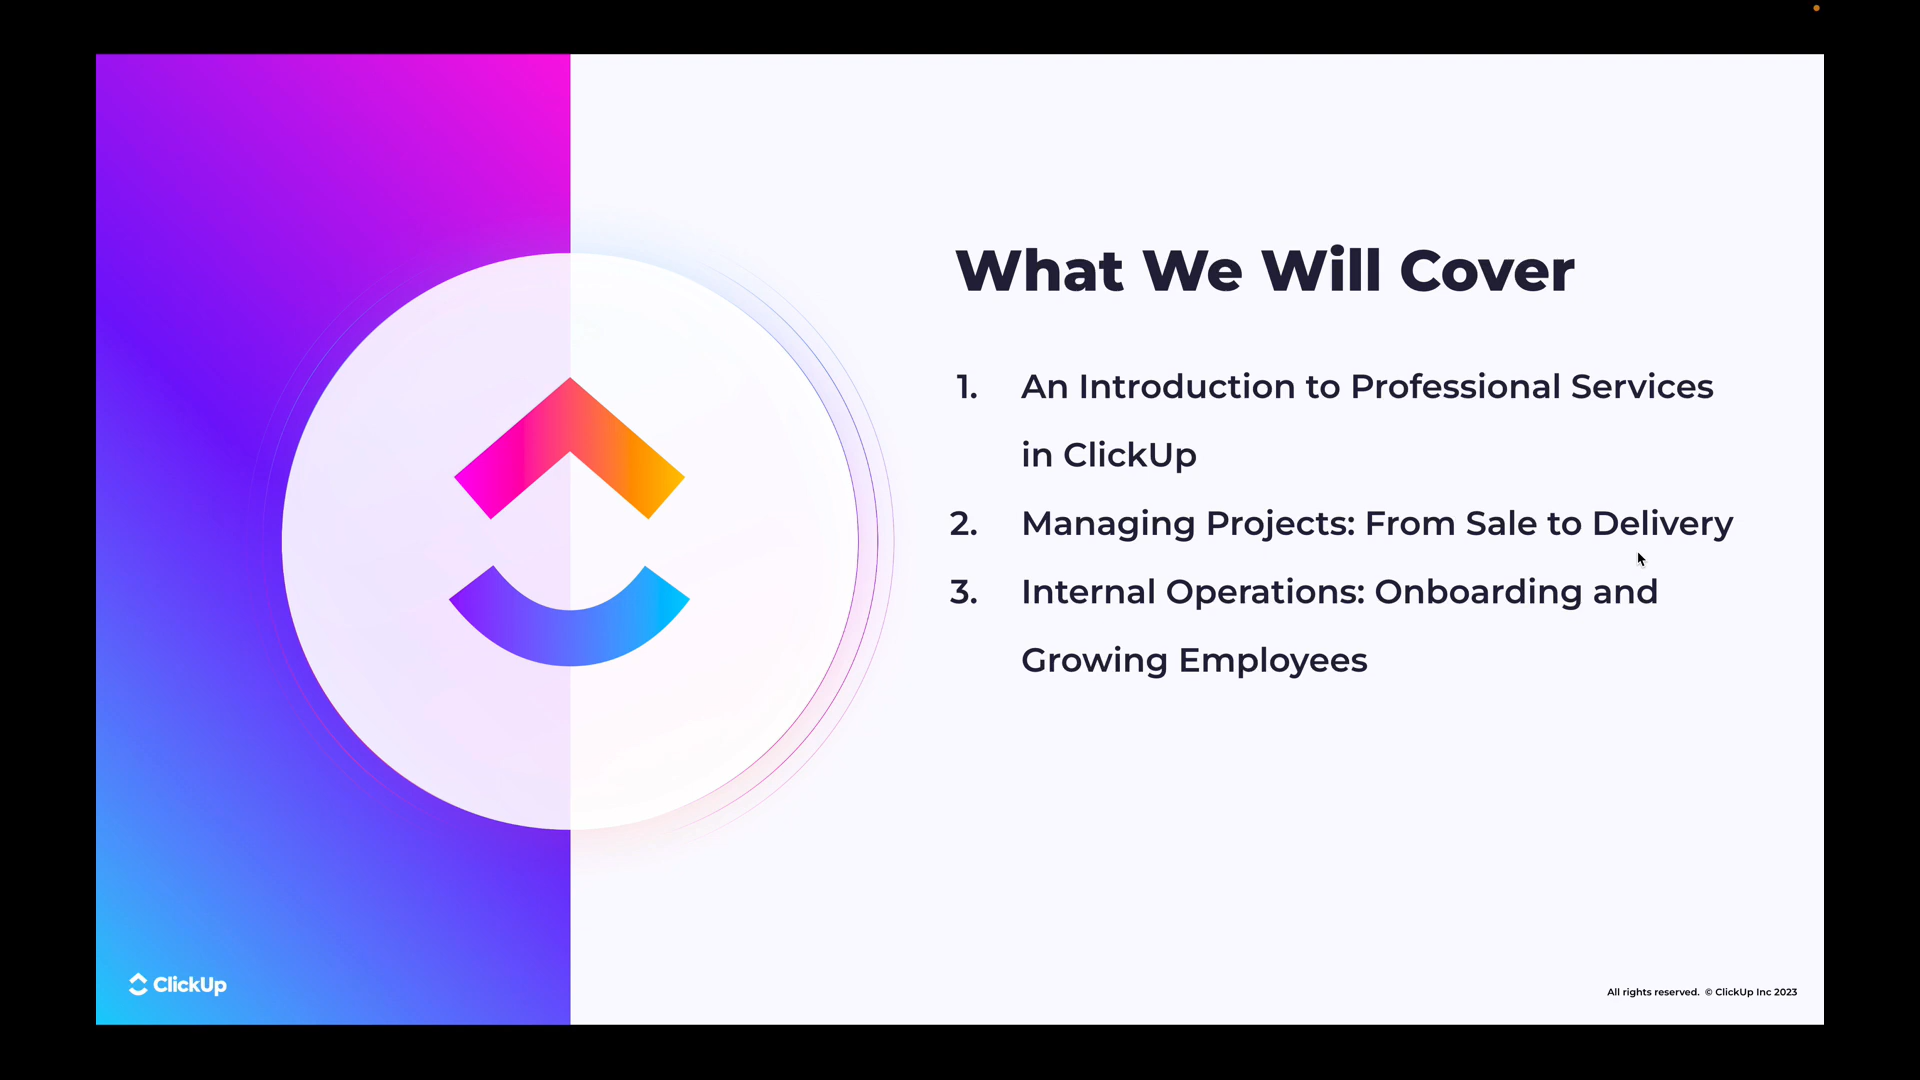 What We Will Cover
1. An Introduction to Professional Services
in ClickUp
2. Managing Projects: From Sale to Delivery
3. Internal Operations: Onboarding and
Growing Employees
ClickUp
All rights reserved. © ClickUp Inc 2023